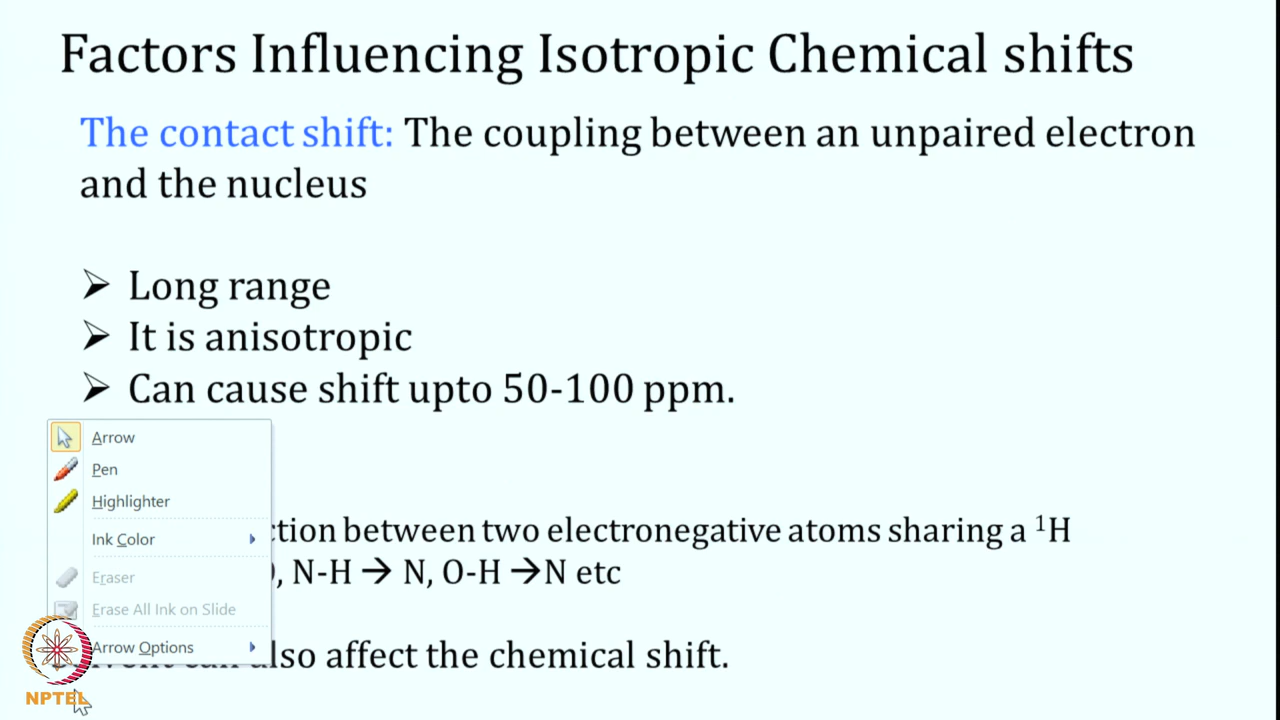 Factors Influencing Isotropic Chemical shifts
The contact shift: The coupling between an unpaired electron
and the nucleus
➢ Long range
➢ It is anisotropic
➢ Can cause shift upto 50-100 ppm.
Arrow
Pen
Highlighter
Ink Color
Eraser
Erase All Ink on Slide
Arrow Options
between two electronegative atoms sharing a ¹H
N-H → N, O-H →N etc
also affect the chemical shift.
NPTEL